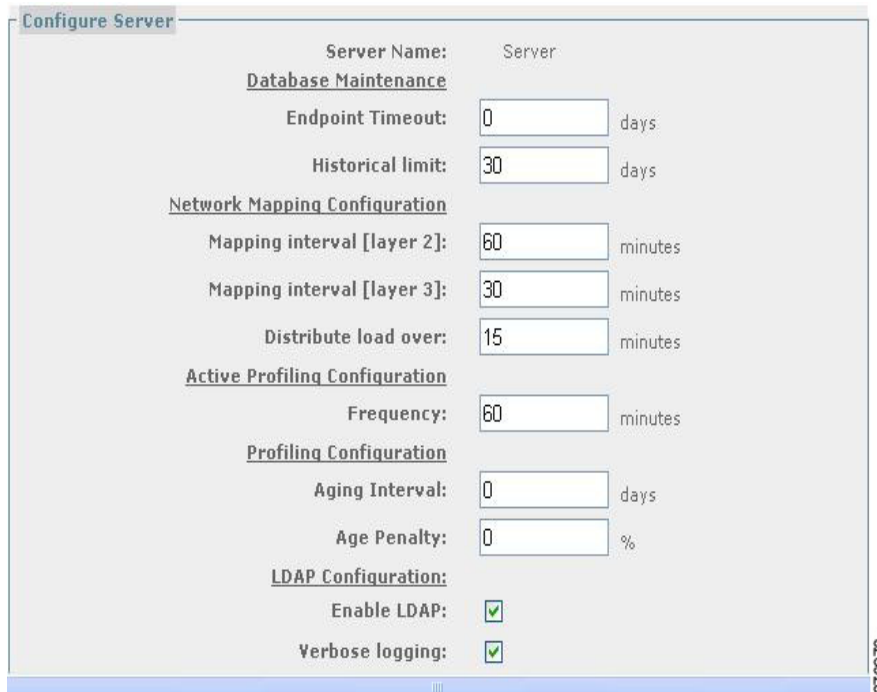 Configure Server
Server Name: Server
Database Maintenance
Endpoint Timeout: 0 days
Historical limit: 30 days
Network Mapping Configuration
Mapping interval [layer 2]: 60 minutes
Mapping interval [layer 3]: 30 minutes
Distribute load over: 15 minutes
Active Profiling Configuration
Frequency: 60 minutes
Profiling Configuration
Aging Interval: 0 days
Age Penalty: 0 %
LDAP Configuration:
Enable LDAP:
Verbose logging: